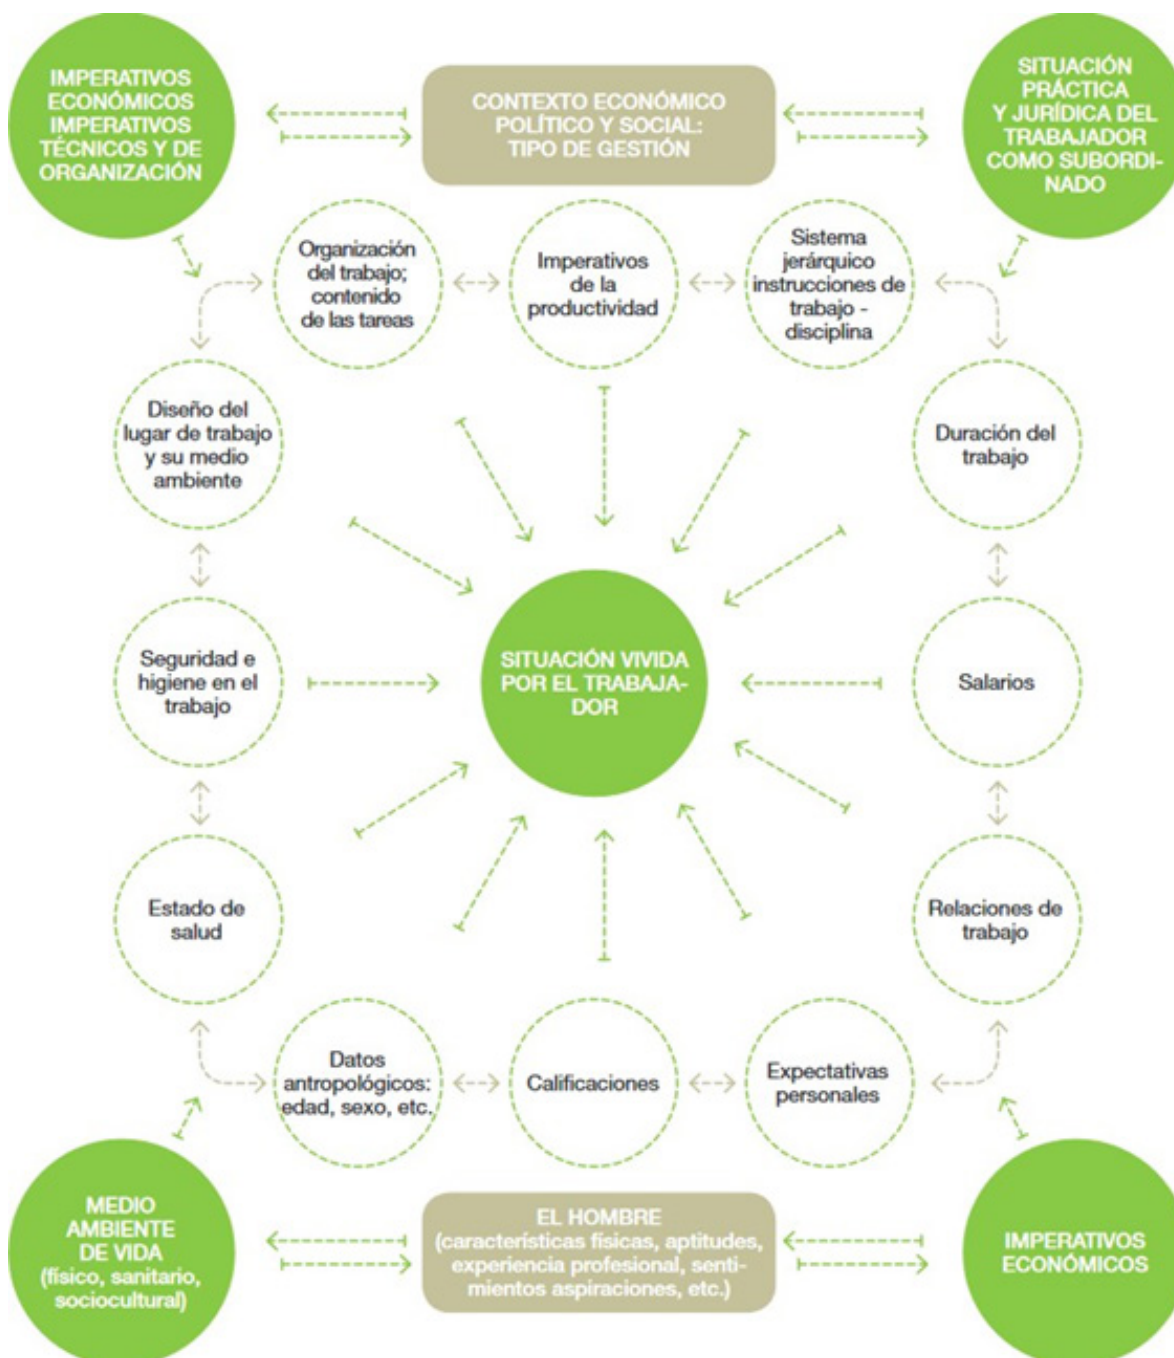 IMPERATIVOS
ECONÓMICOS
IMPERATIVOS
TÉCNICOS Y DE
ORGANIZACIÓN
CONTEXTO ECONÓMICO
POLÍTICO Y SOCIAL:
TIPO DE GESTIÓN
SITUACIÓN
PRÁCTICA
Y JURÍDICA DEL
TRABAJADOR
COMO SUBORDI-
NADO
Organización
del trabajo;
contenido
de las tareas
Imperativos
de la
productividad
Sistema
jerárquico
instrucciones de
trabajo -
disciplina
Diseño del
lugar de trabajo
y su medio
ambiente
Duración del
trabajo
Seguridad e
higiene en el
trabajo
SITUACIÓN VIVIDA
POR EL TRABAJA-
DOR
Salarios
Estado de
salud
Relaciones de
trabajo
Datos
antropológicos:
edad, sexo, etc.
Calificaciones
Expectativas
personales
MEDIO
AMBIENTE
DE VIDA
(físico, sanitario,
sociocultural)
EL HOMBRE
(características físicas, aptitudes,
experiencia profesional, senti-
mientos aspiraciones, etc.)
IMPERATIVOS
ECONÓMICOS